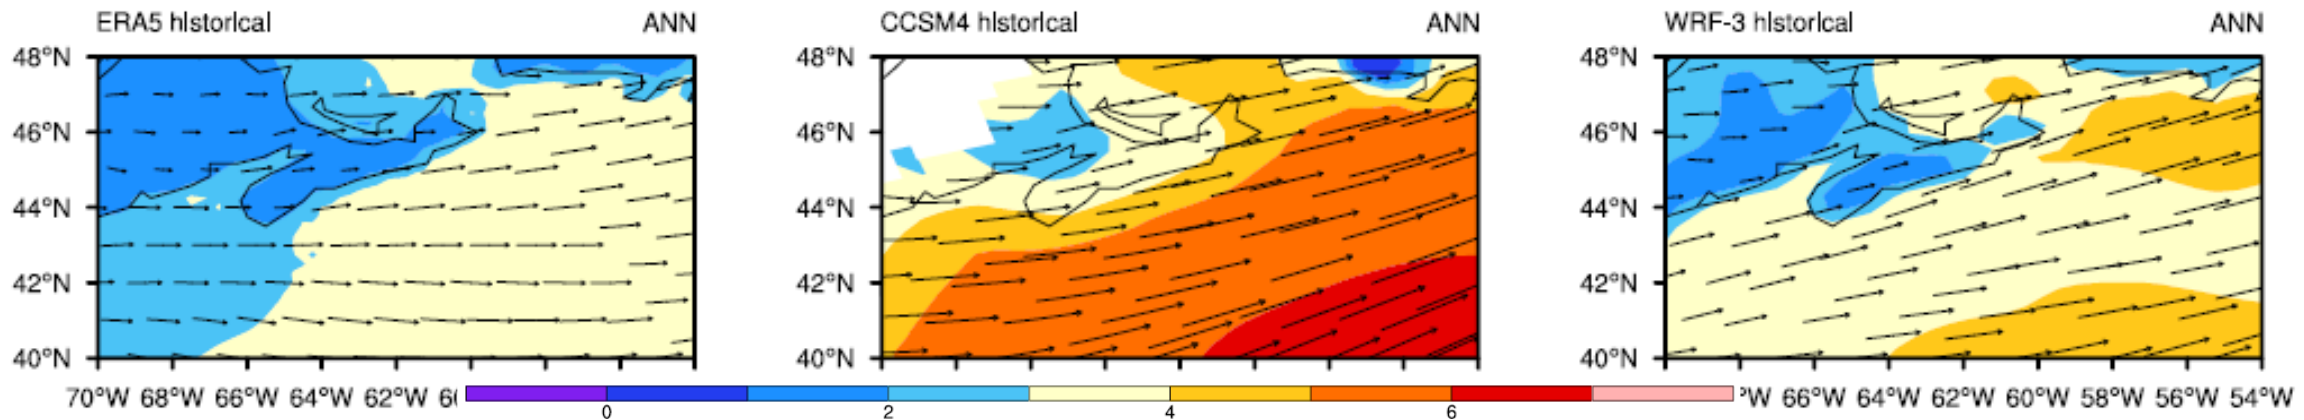 ERA5 historical ANN CCSM4 historical ANN WRF-3 historical ANN
48°N 48°N 48°N
46°N 46°N 46°N
44°N 44°N 44°N
42°N 42°N 42°N
40°N 40°N 40°N
70°W 68°W 66°W 64°W 62°W 66°W 64°W 62°W 60°W 58°W 56°W 54°W
0 2 4 6